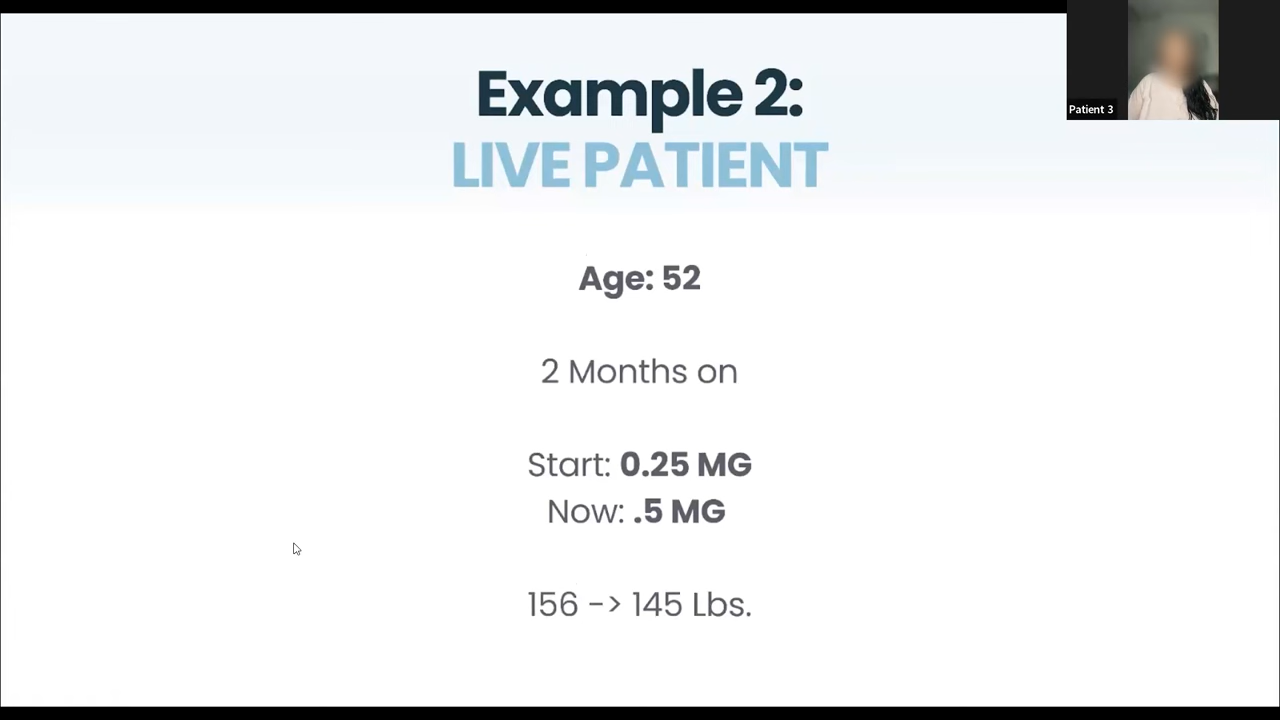 Example 2:
LIVE PATIENT
Patient 3
Age: 52
2 Months on
Start: 0.25 MG
Now: .5 MG
156 -> 145 Lbs.